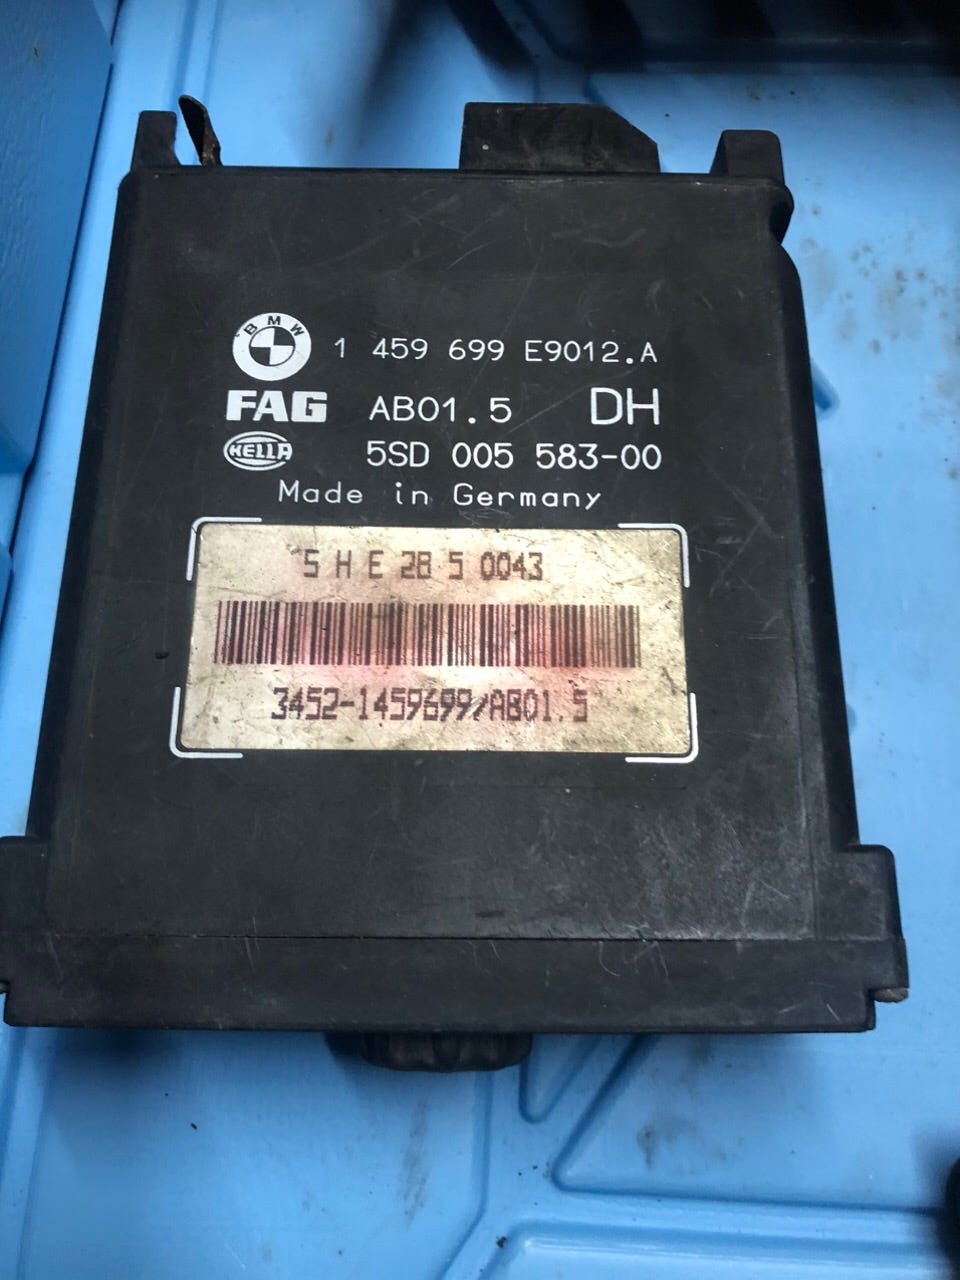 BMW 1 459 699 E9012.A
FAG AB01.5 DH
HELLA 5SD 005 583-00
Made in Germany
5 H E 2B 5 0043
3452-1459699/AB01.5